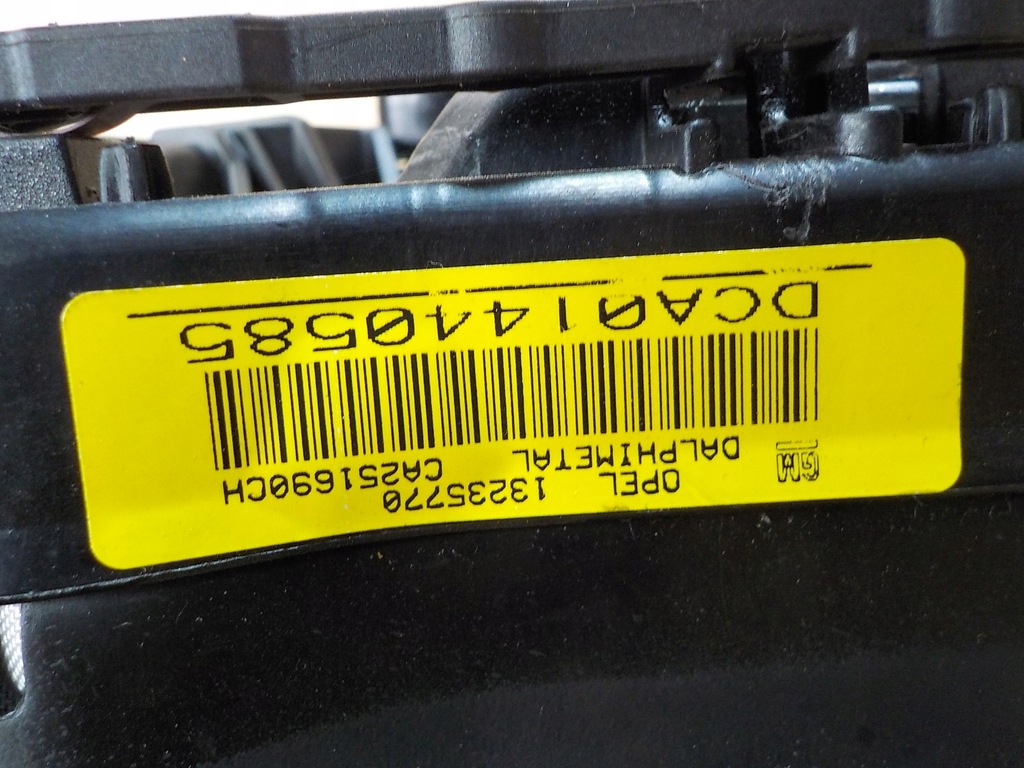 GM OPEL 13235770
DALPHIMETAL CA251690CH
DCA01440585